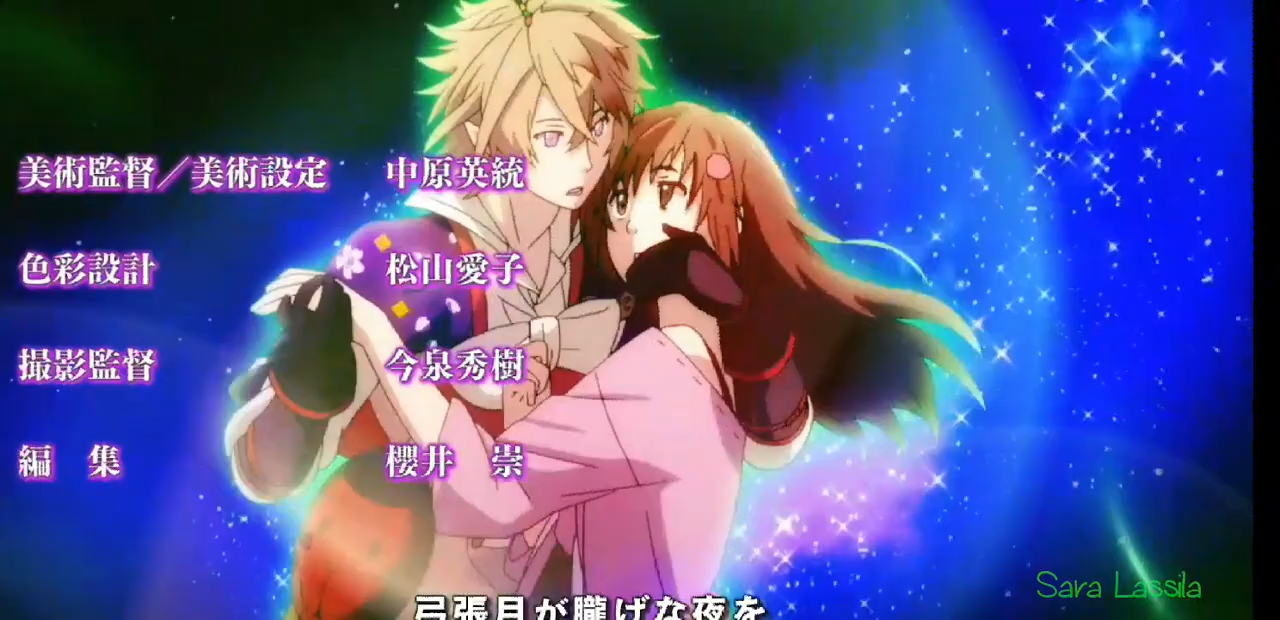 美術監督／美術設定　中原英統
色彩設計　松山愛子
撮影監督　今泉秀樹
編　集　櫻井　崇
弓張月が朧げな夜を
Sara Lassila